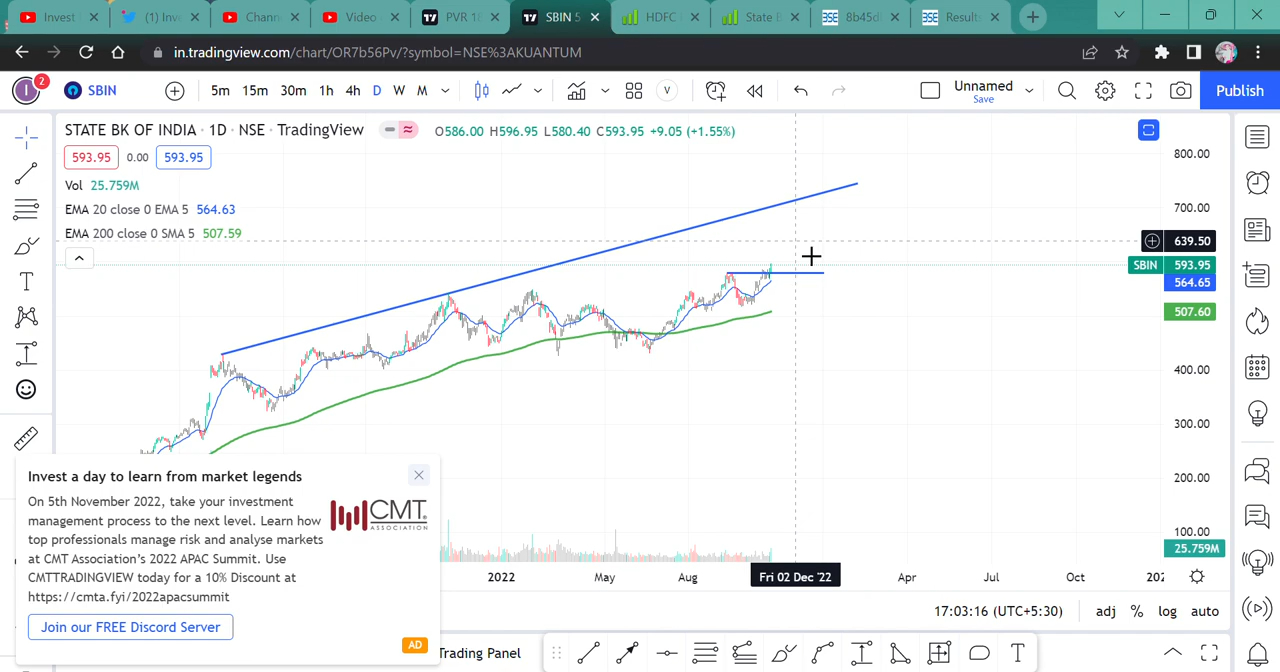 Invest
(1) Inv
Chann
Video
PVR 18
SBIN 5
HDFC
State B
8b45d
Results
in.tradingview.com/chart/OR7b56Pv/?symbol=NSE%3AKUANTUM
I
2
SBIN
5m 15m 30m 1h 4h D W M
V
Unnamed
Save
Publish
STATE BK OF INDIA · 1D · NSE · TradingView
O586.00 H596.95 L580.40 C593.95 +9.05 (+1.55%)
593.95 0.00 593.95
Vol 25.759M
EMA 20 close 0 EMA 5 564.63
EMA 200 close 0 SMA 5 507.59
800.00
700.00
639.50
SBIN 593.95
564.65
507.60
400.00
300.00
200.00
100.00
25.759M
2022 May Aug Fri 02 Dec '22 Apr Jul Oct
Invest a day to learn from market legends
On 5th November 2022, take your investment
management process to the next level. Learn how
top professionals manage risk and analyse markets
at CMT Association's 2022 APAC Summit. Use
CMTTRADINGVIEW today for a 10% Discount at
https://cmta.fyi/2022apacsummit
CMT
ASSOCIATION
Join our FREE Discord Server
AD
17:03:16 (UTC+5:30) adj % log auto
Trading Panel